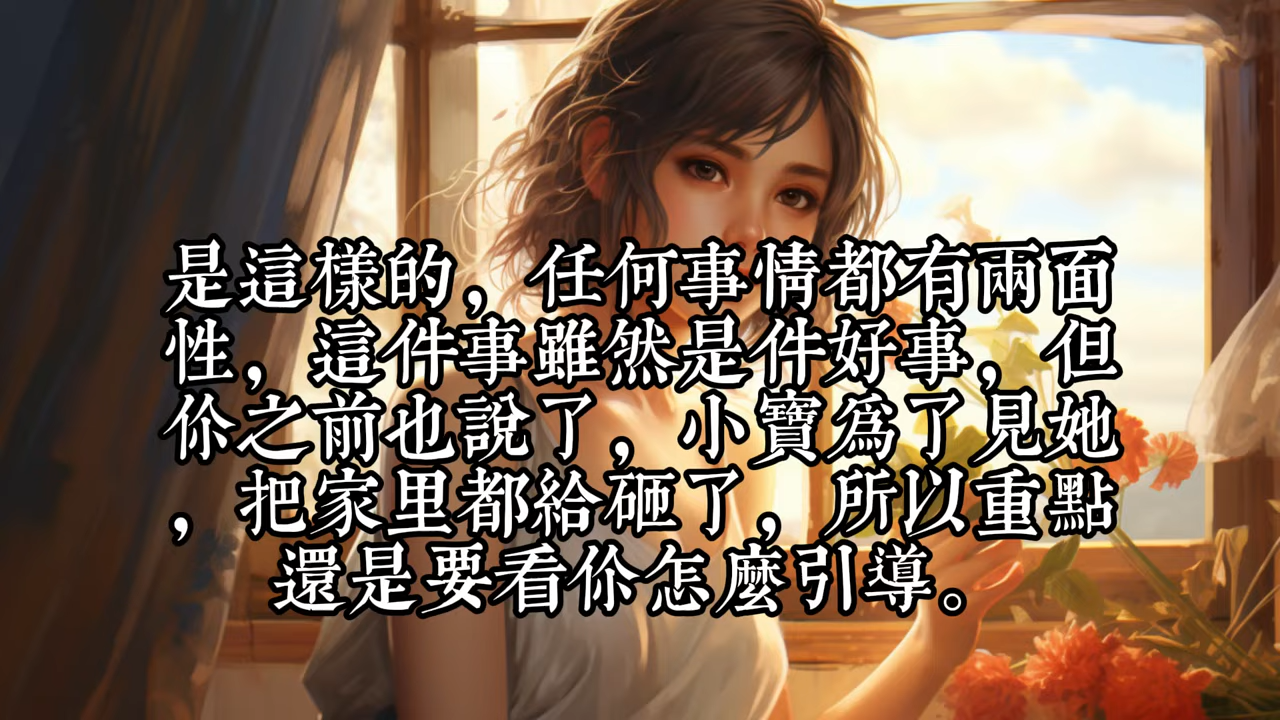 是這樣的，任何事情都有兩面
性，這件事雖然是件好事，但
伱之前也說了，小寶爲了見她
，把家里都給砸了，所以重點
還是要看伱怎麼引導。